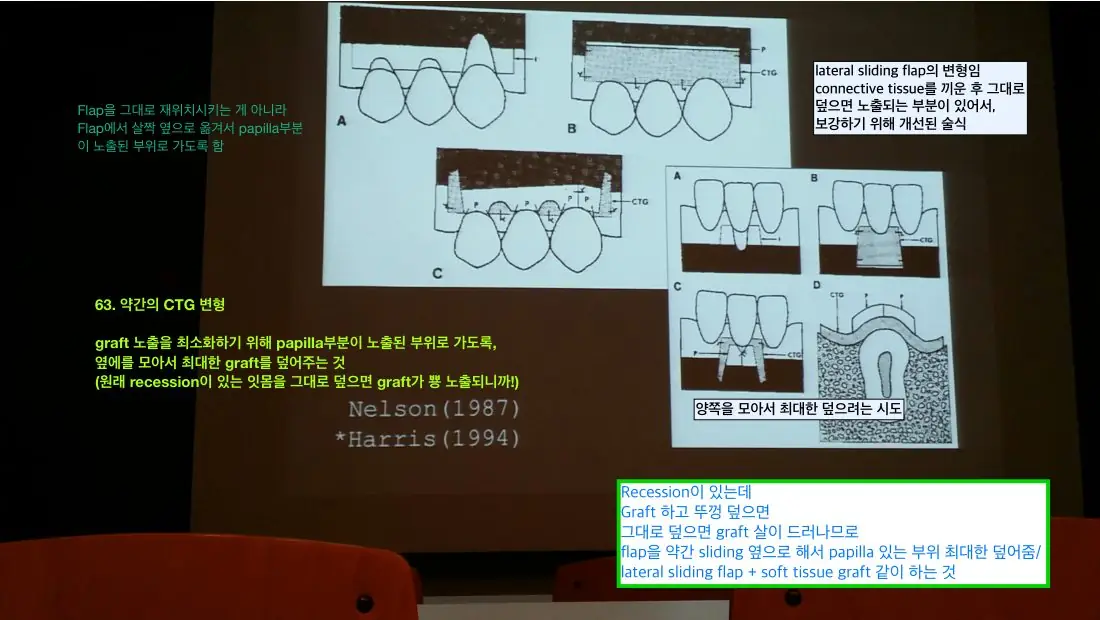 Flap을 그대로 재위치시키는 게 아니라
Flap에서 살짝 옆으로 옮겨서 papilla부분
이 노출된 부위로 가도록 함
63. 약간의 CTG 변형
graft 노출을 최소화하기 위해 papilla부분이 노출된 부위로 가도록,
옆에를 모아서 최대한 graft를 덮어주는 것
(원래 recession이 있는 잇몸을 그대로 덮으면 graft가 뿅 노출되니까!)
Nelson(1987)
*Harris(1994)
I
A
P
CTG
B
P P P P
CTG
C
lateral sliding flap의 변형임
connective tissue를 끼운 후 그대로
덮으면 노출되는 부분이 있어서,
보강하기 위해 개선된 술식
A
I
B
CTG
C
P
CTG
D
CTG P P
양쪽을 모아서 최대한 덮으려는 시도
Recession이 있는데
Graft 하고 뚜껑 덮으면
그대로 덮으면 graft 살이 드러나므로
flap을 약간 sliding 옆으로 해서 papilla 있는 부위 최대한 덮어줌/
lateral sliding flap + soft tissue graft 같이 하는 것